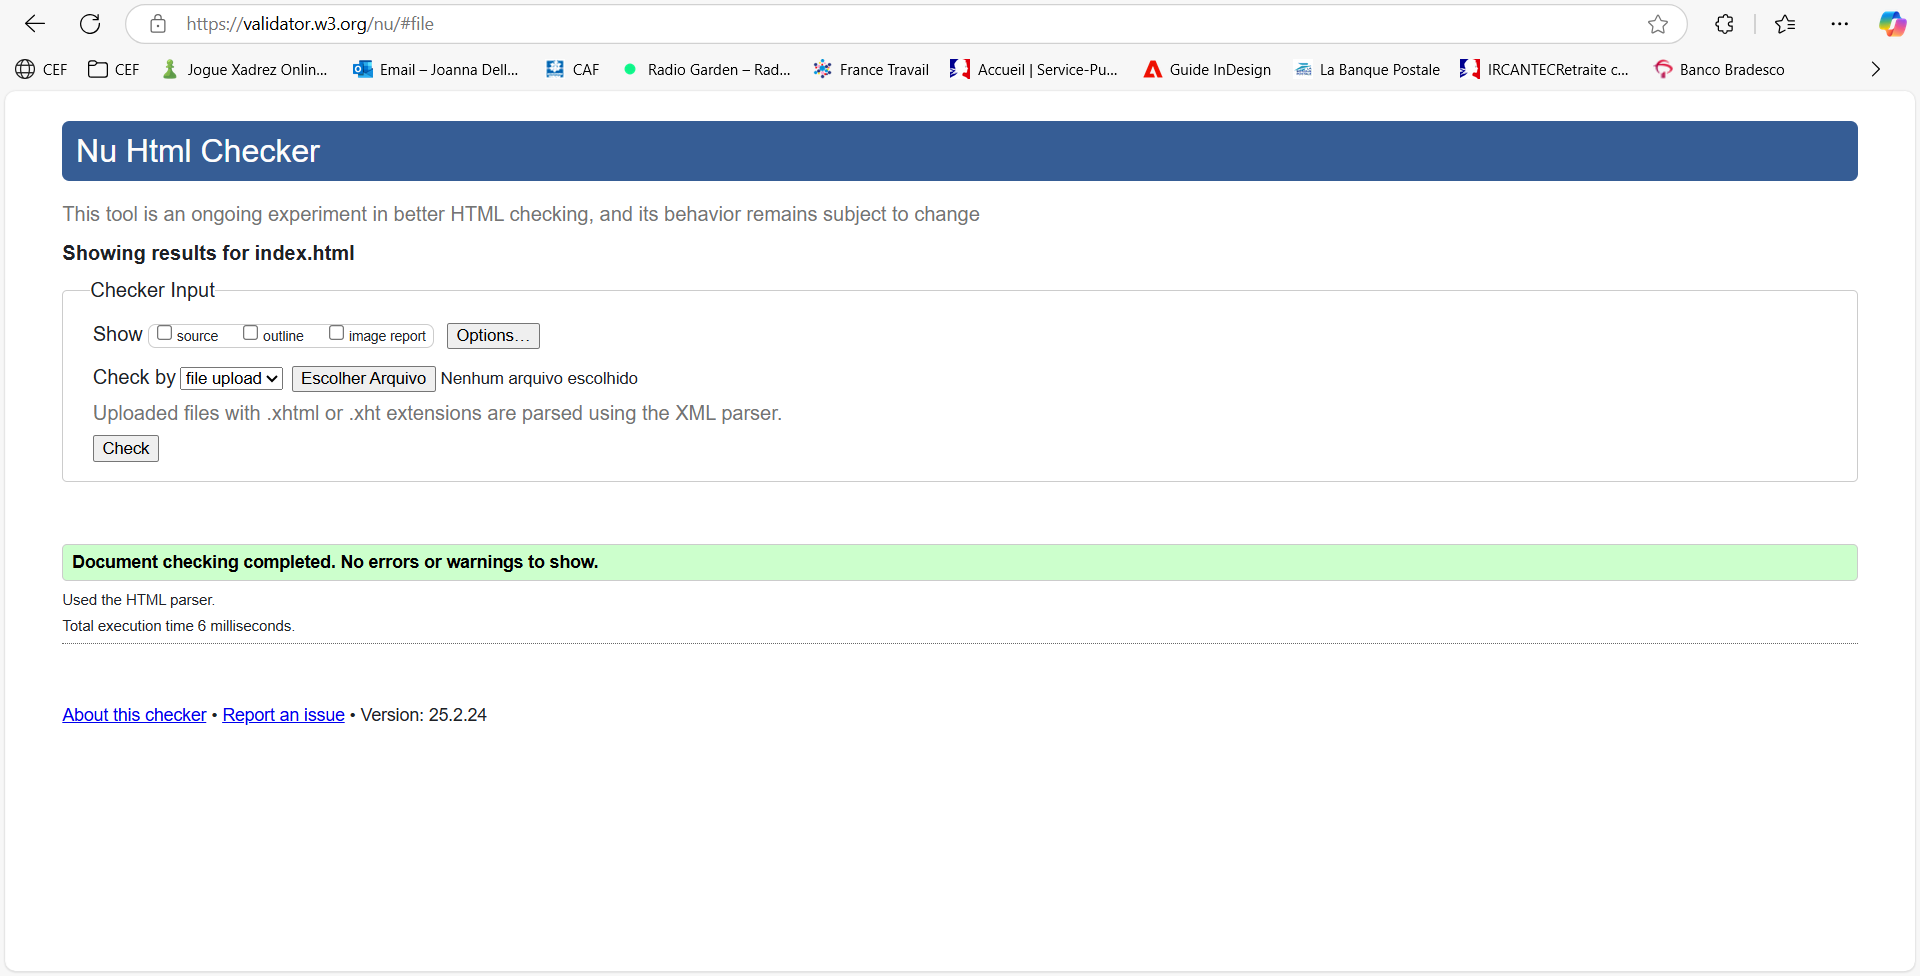 https://validator.w3.org/nu/#file
CEF CEF Jogue Xadrez Onlin... Email – Joanna Dell... CAF Radio Garden – Rad... France Travail Accueil | Service-Pu... Guide InDesign La Banque Postale IRCANTECRetraite c... Banco Bradesco
Nu Html Checker
This tool is an ongoing experiment in better HTML checking, and its behavior remains subject to change
Showing results for index.html
Checker Input
Show source outline image report Options...
Check by file upload Escolher Arquivo Nenhum arquivo escolhido
Uploaded files with .xhtml or .xht extensions are parsed using the XML parser.
Check
Document checking completed. No errors or warnings to show.
Used the HTML parser.
Total execution time 6 milliseconds.
About this checker • Report an issue • Version: 25.2.24